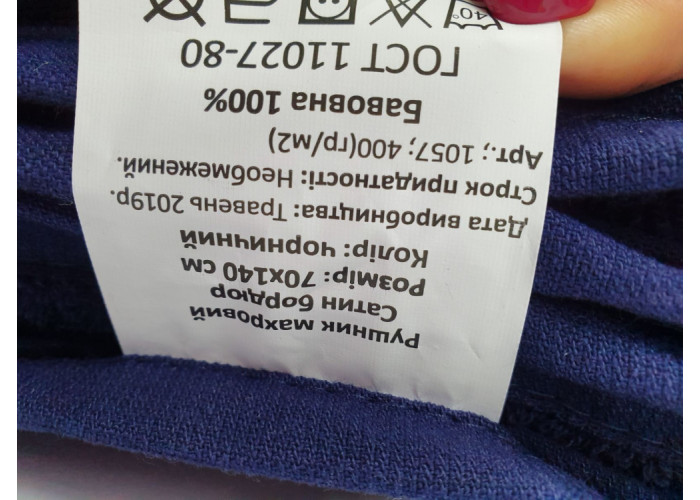 Рушник махровий
Сатин бордюр
Розмір: 70х140 см
Колір: чорничний
Дата виробництва: Травень 2019р.
Строк придатності: Необмежений.
Арт.: 1057; 400(гр/м2)
Бавовна 100%
ГОСТ 11027-80
40°